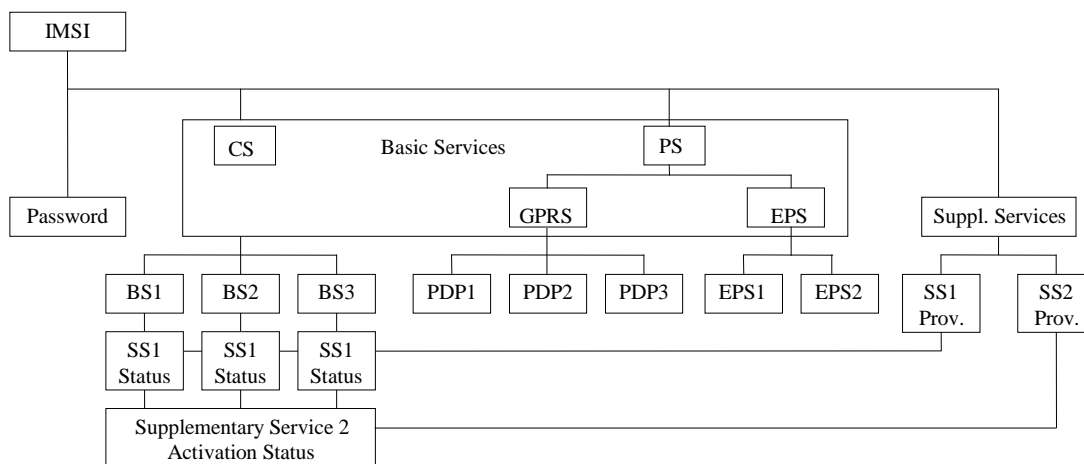 IMSI
CS
Basic Services
PS
Password
GPRS
EPS
Suppl. Services
BS1
BS2
BS3
PDP1
PDP2
PDP3
EPS1
EPS2
SS1
Prov.
SS2
Prov.
SS1
Status
SS1
Status
SS1
Status
Supplementary Service 2
Activation Status